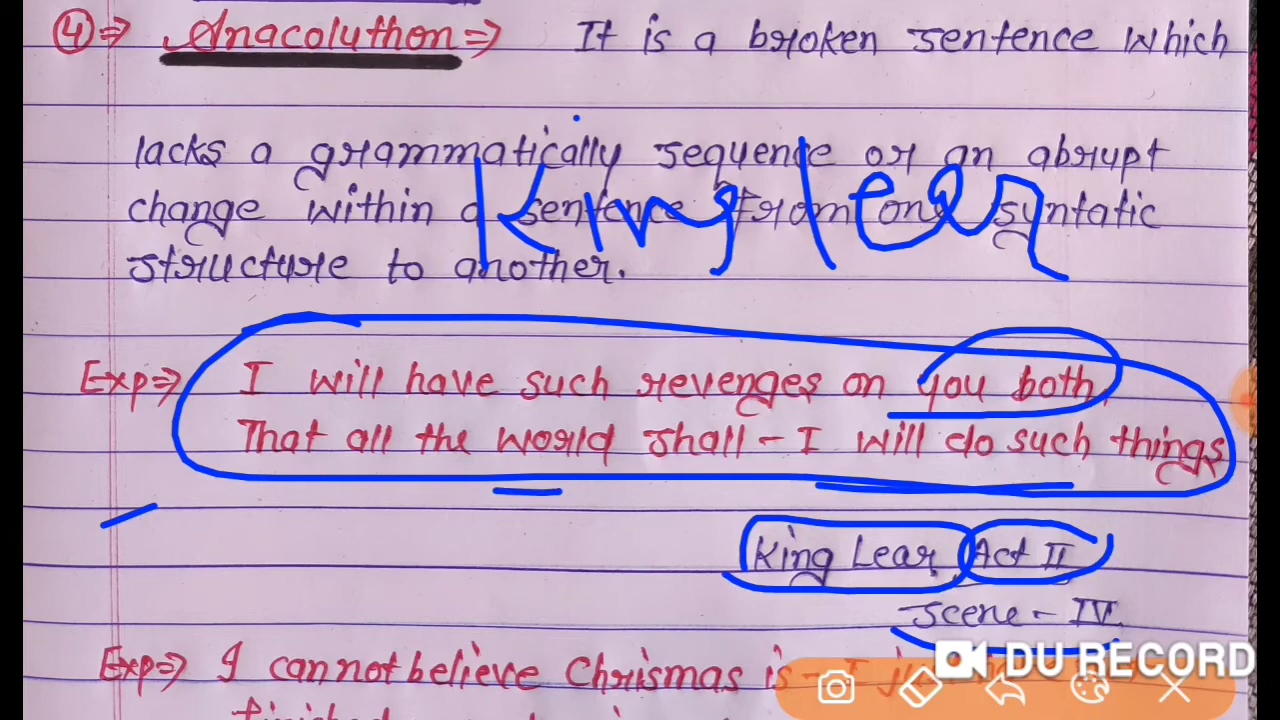 ④⇒ Anacoluthon⇒ It is a broken sentence which
lacks a grammatically sequence or an abrupt
King lear
change within a sentence from one syntatic
structure to another.
Exp⇒ I will have such revenges on you both,
That all the world shall - I will do such things
King Lear Act II
Scene - IV
DU RECORD
Exp⇒ I cannot believe Chrismas is - I
finished